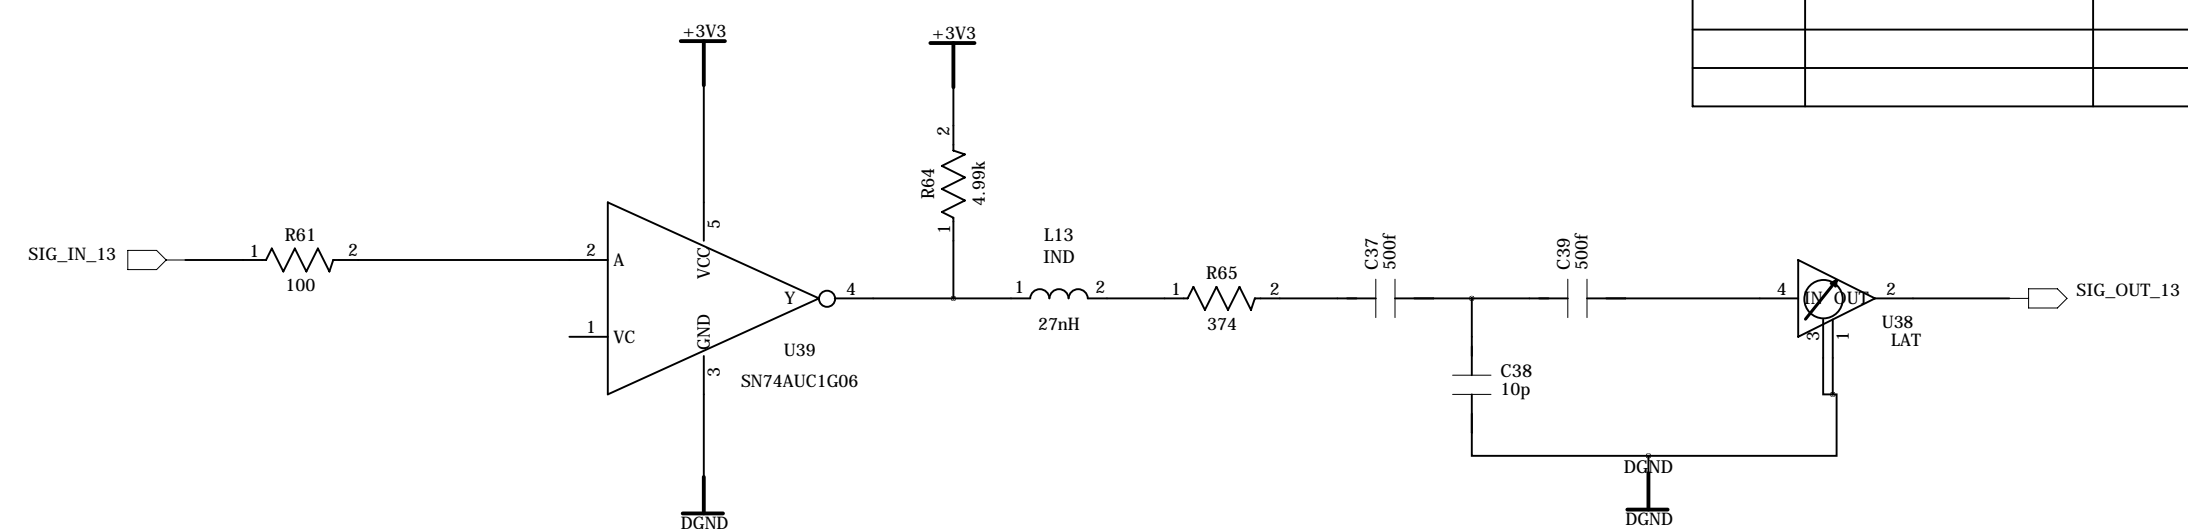 +3V3
+3V3
2
R64
4.99k
1
SIG_IN_13
1
R61
2
100
2
A
5
VCC
1
VC
Y
4
GND
3
U39
SN74AUC1G06
DGND
L13
IND
1
2
27nH
1
R65
2
374
C37
500f
C39
500f
C38
10p
4
IN
OUT
2
3
1
U38
LAT
SIG_OUT_13
DGND
DGND